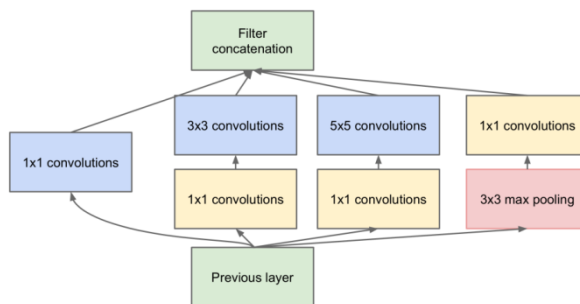 Filter
concatenation
3x3 convolutions
5x5 convolutions
1x1 convolutions
1x1 convolutions
1x1 convolutions
1x1 convolutions
3x3 max pooling
Previous layer